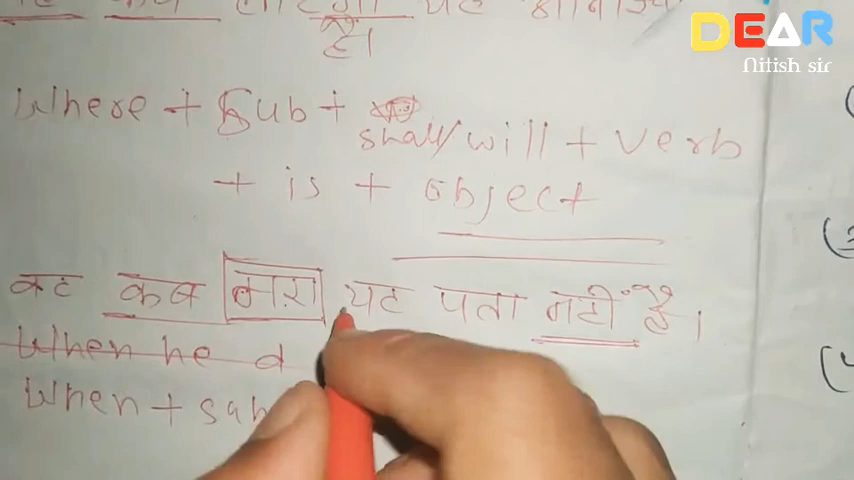 DEAR
Nitish sir
है।
Where + Sub +
shall/will + verb
+ is + object
वह कब मरा यह पता नहीं है।
When he d
When + sub